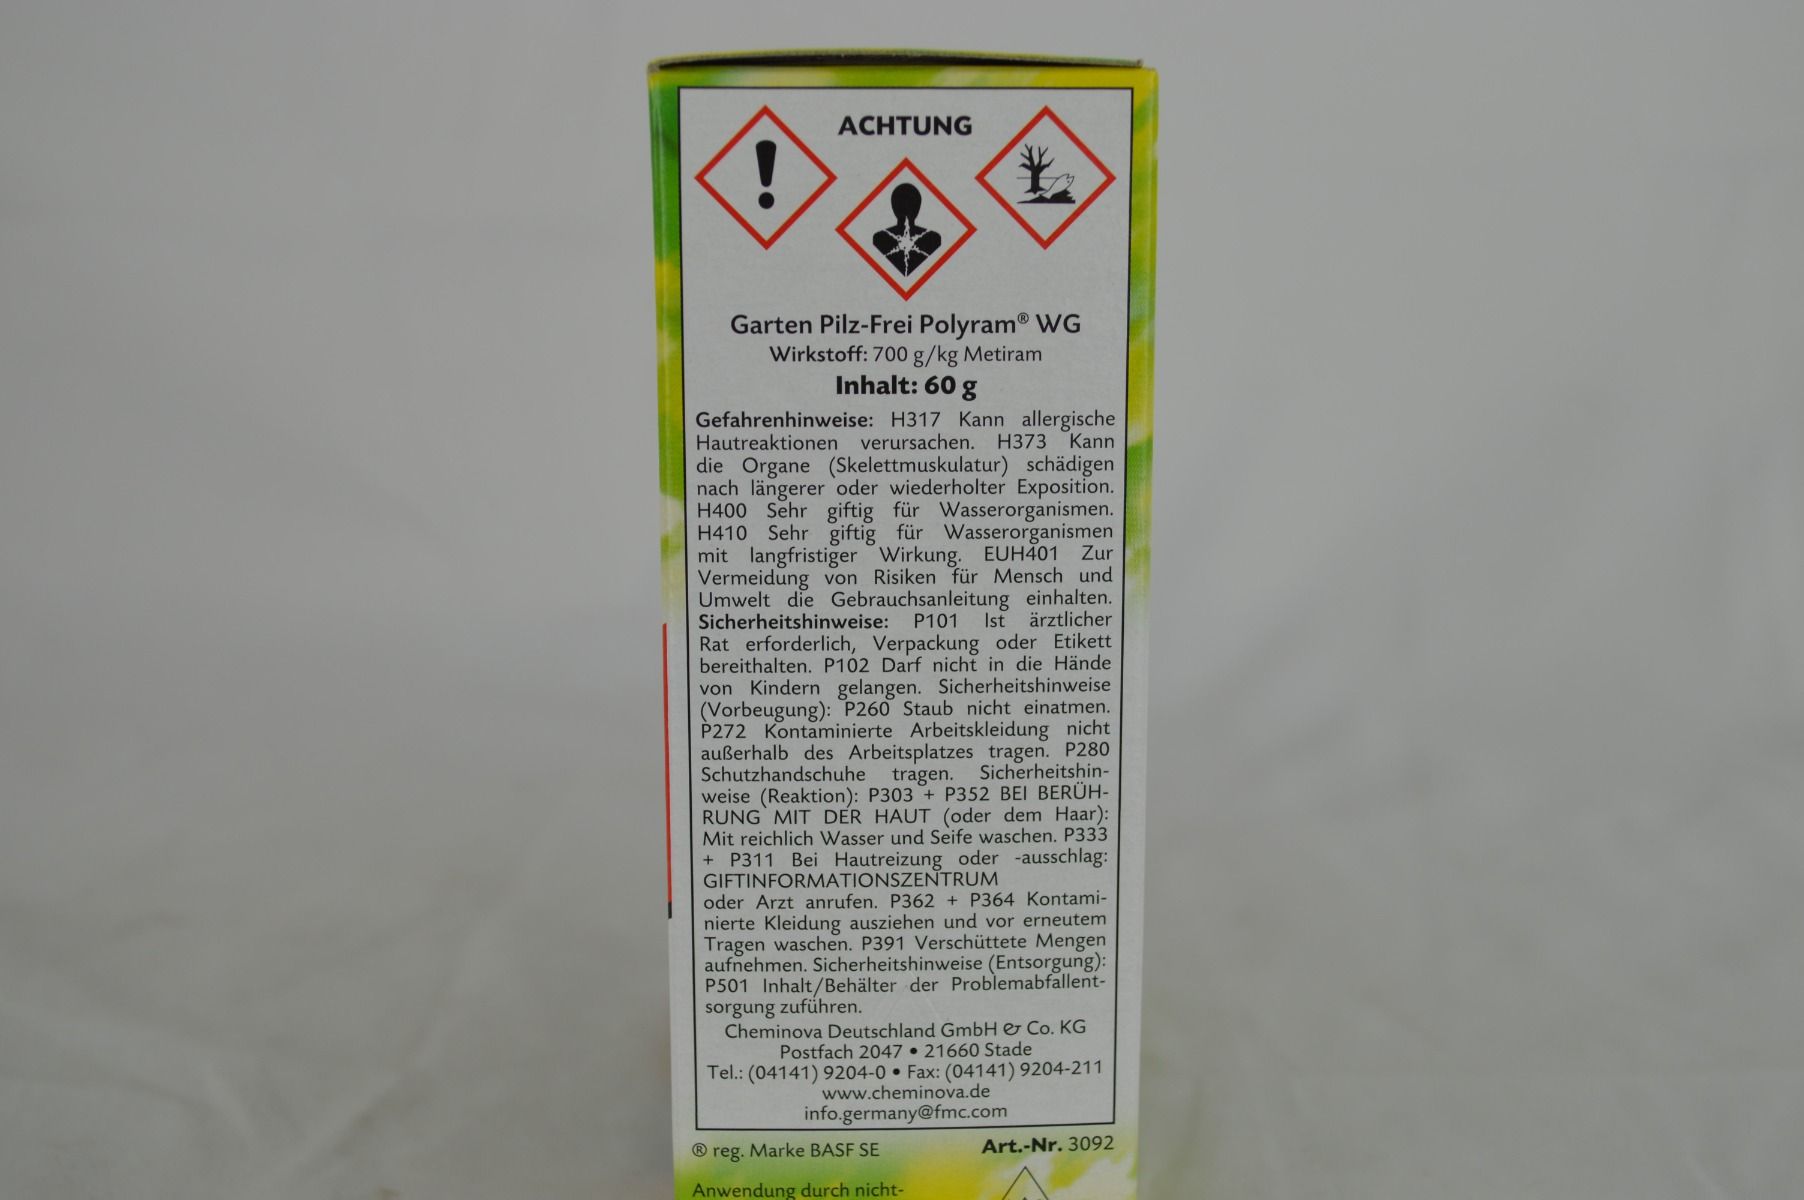 ACHTUNG
Garten Pilz-Frei Polyram® WG
Wirkstoff: 700 g/kg Metiram
Inhalt: 60 g
Gefahrenhinweise: H317 Kann allergische
Hautreaktionen verursachen. H373 Kann
die Organe (Skelettmuskulatur) schädigen
nach längerer oder wiederholter Exposition.
H400 Sehr giftig für Wasserorganismen.
H410 Sehr giftig für Wasserorganismen
mit langfristiger Wirkung. EUH401 Zur
Vermeidung von Risiken für Mensch und
Umwelt die Gebrauchsanleitung einhalten.
Sicherheitshinweise: P101 Ist ärztlicher
Rat erforderlich, Verpackung oder Etikett
bereithalten. P102 Darf nicht in die Hände
von Kindern gelangen. Sicherheitshinweise
(Vorbeugung): P260 Staub nicht einatmen.
P272 Kontaminierte Arbeitskleidung nicht
außerhalb des Arbeitsplatzes tragen. P280
Schutzhandschuhe tragen. Sicherheitshin-
weise (Reaktion): P303 + P352 BEI BERÜH-
RUNG MIT DER HAUT (oder dem Haar):
Mit reichlich Wasser und Seife waschen. P333
+ P311 Bei Hautreizung oder -ausschlag:
GIFTINFORMATIONSZENTRUM
oder Arzt anrufen. P362 + P364 Kontami-
nierte Kleidung ausziehen und vor erneutem
Tragen waschen. P391 Verschüttete Mengen
aufnehmen. Sicherheitshinweise (Entsorgung):
P501 Inhalt/Behälter der Problemabfallent-
sorgung zuführen.
Cheminova Deutschland GmbH & Co. KG
Postfach 2047 • 21660 Stade
Tel.: (04141) 9204-0 • Fax: (04141) 9204-211
www.cheminova.de
info.germany@fmc.com
® reg. Marke BASF SE
Art.-Nr. 3092
Anwendung durch nicht-